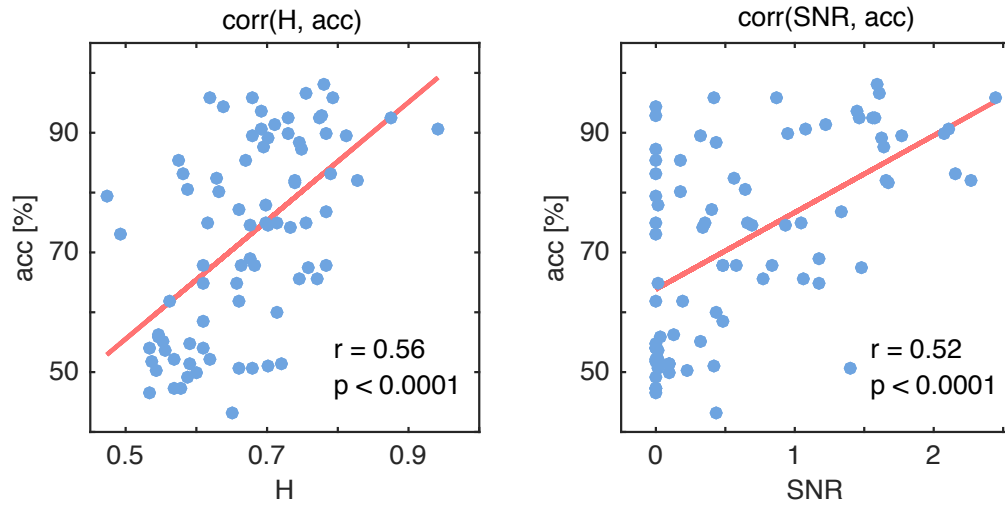 corr(H, acc)
acc [%]
90
70
50
r = 0.56
p < 0.0001
0.5
0.7
0.9
H
corr(SNR, acc)
acc [%]
90
70
50
r = 0.52
p < 0.0001
0
1
2
SNR